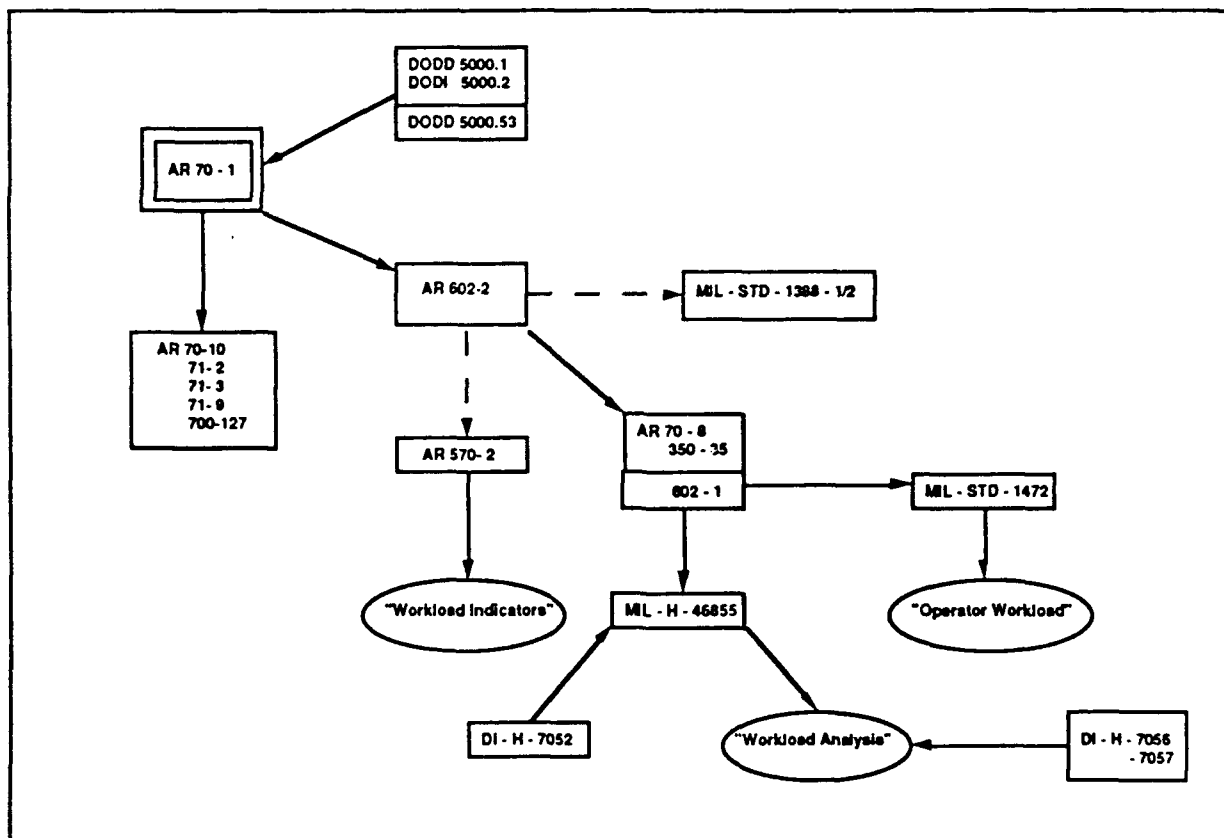 DODD 5000.1
DODI 5000.2
DODD 5000.53
AR 70 - 1
AR 602-2
MIL - STD - 1388 - 1/2
AR 70-10
71- 2
71- 3
71- 9
700-127
AR 570- 2
AR 70 - 8
350 - 35
602 - 1
MIL - STD - 1472
"Workload Indicators"
MIL - H - 46855
"Operator Workload"
DI - H - 7052
"Workload Analysis"
DI - H - 7056
- 7057